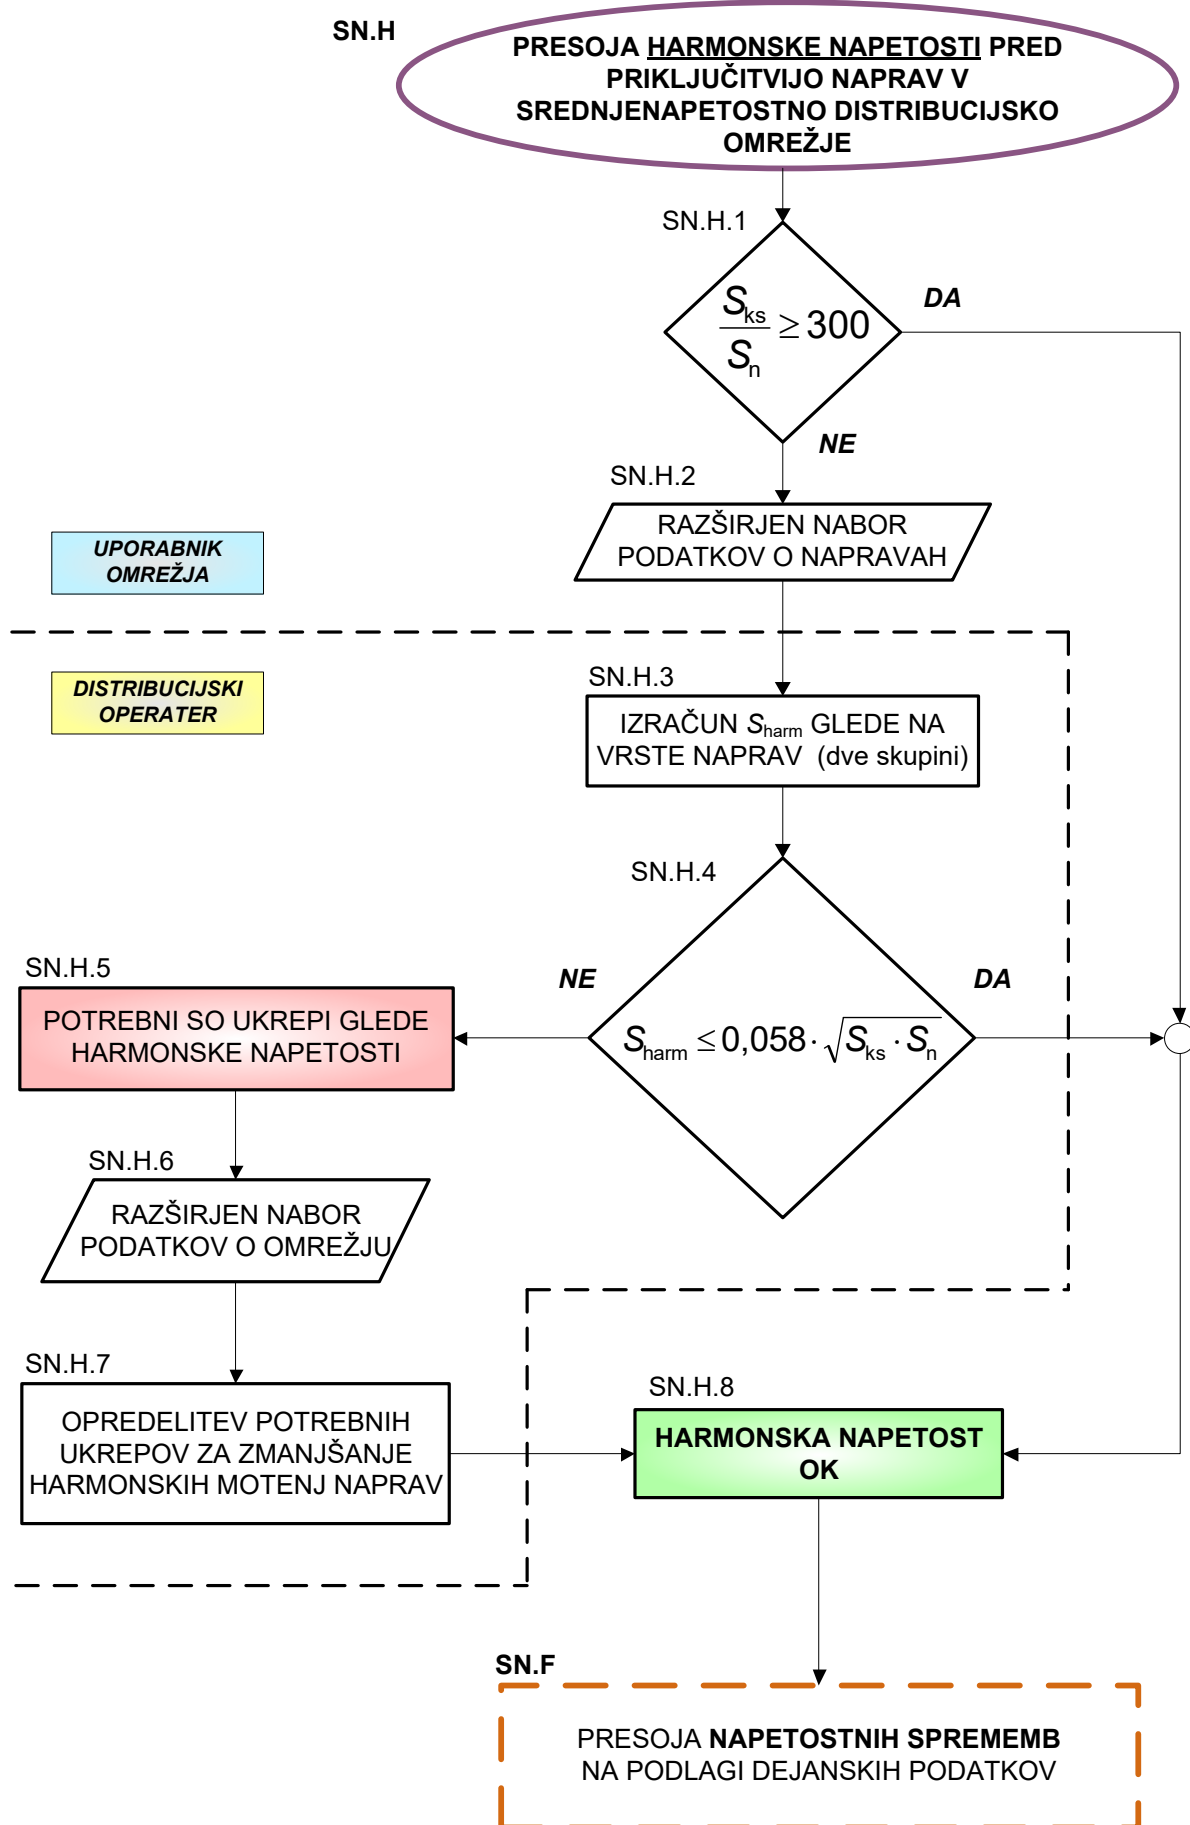 SN.H
PRESOJA HARMONSKE NAPETOSTI PRED
PRIKLJUČITVIJO NAPRAV V
SREDNJENAPETOSTNO DISTRIBUCIJSKO
OMREŽJE
SN.H.1
S_ks / S_n ≥ 300
DA
NE
SN.H.2
RAZŠIRJEN NABOR
PODATKOV O NAPRAVAH
UPORABNIK
OMREŽJA
DISTRIBUCIJSKI
OPERATER
SN.H.3
IZRAČUN S_harm GLEDE NA
VRSTE NAPRAV (dve skupini)
SN.H.4
NE
DA
S_harm ≤ 0,058 · √(S_ks · S_n)
SN.H.5
POTREBNI SO UKREPI GLEDE
HARMONSKE NAPETOSTI
SN.H.6
RAZŠIRJEN NABOR
PODATKOV O OMREŽJU
SN.H.7
OPREDELITEV POTREBNIH
UKREPOV ZA ZMANJŠANJE
HARMONSKIH MOTENJ NAPRAV
SN.H.8
HARMONSKA NAPETOST
OK
SN.F
PRESOJA NAPETOSTNIH SPREMEMB
NA PODLAGI DEJANSKIH PODATKOV